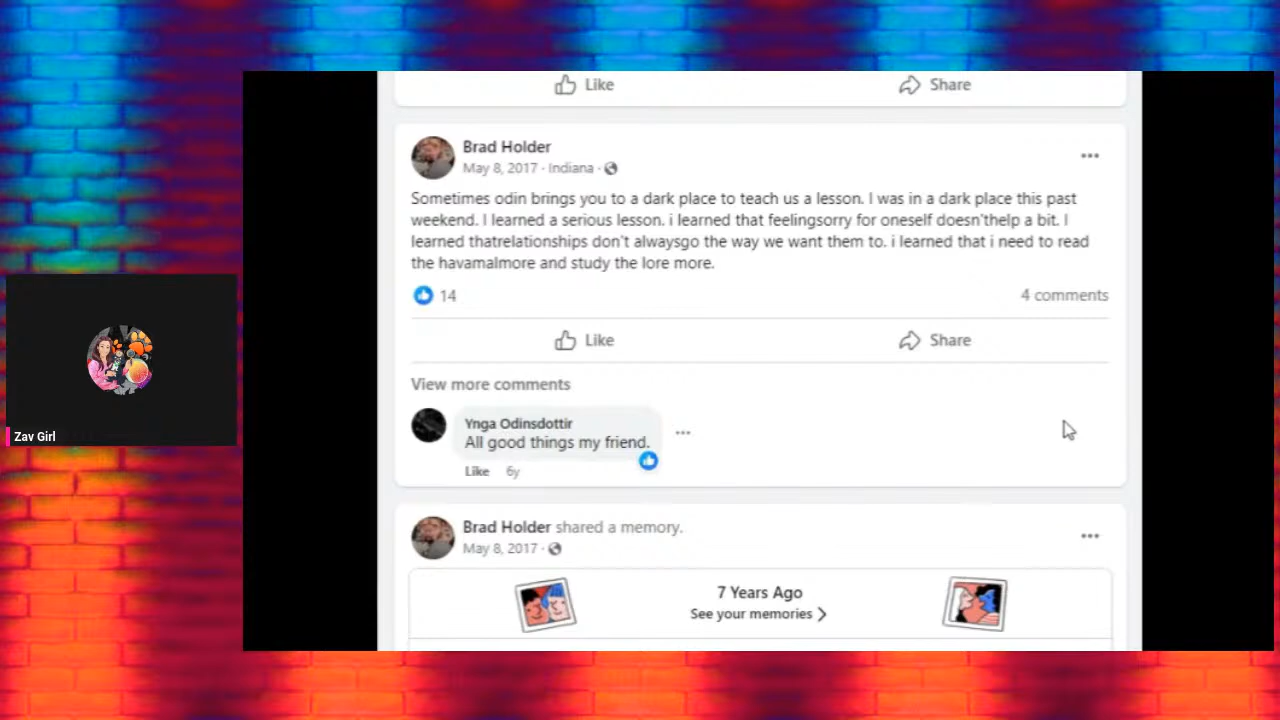 Like
Share
Brad Holder
May 8, 2017 · Indiana ·
Sometimes odin brings you to a dark place to teach us a lesson. I was in a dark place this past
weekend. I learned a serious lesson. i learned that feelingsorry for oneself doesn'thelp a bit. I
learned thatrelationships don't alwaysgo the way we want them to. i learned that i need to read
the havamalmore and study the lore more.
14
4 comments
Like
Share
View more comments
Ynga Odinsdottir
All good things my friend.
Like 6y
Zav Girl
Brad Holder shared a memory.
May 8, 2017 ·
7 Years Ago
See your memories